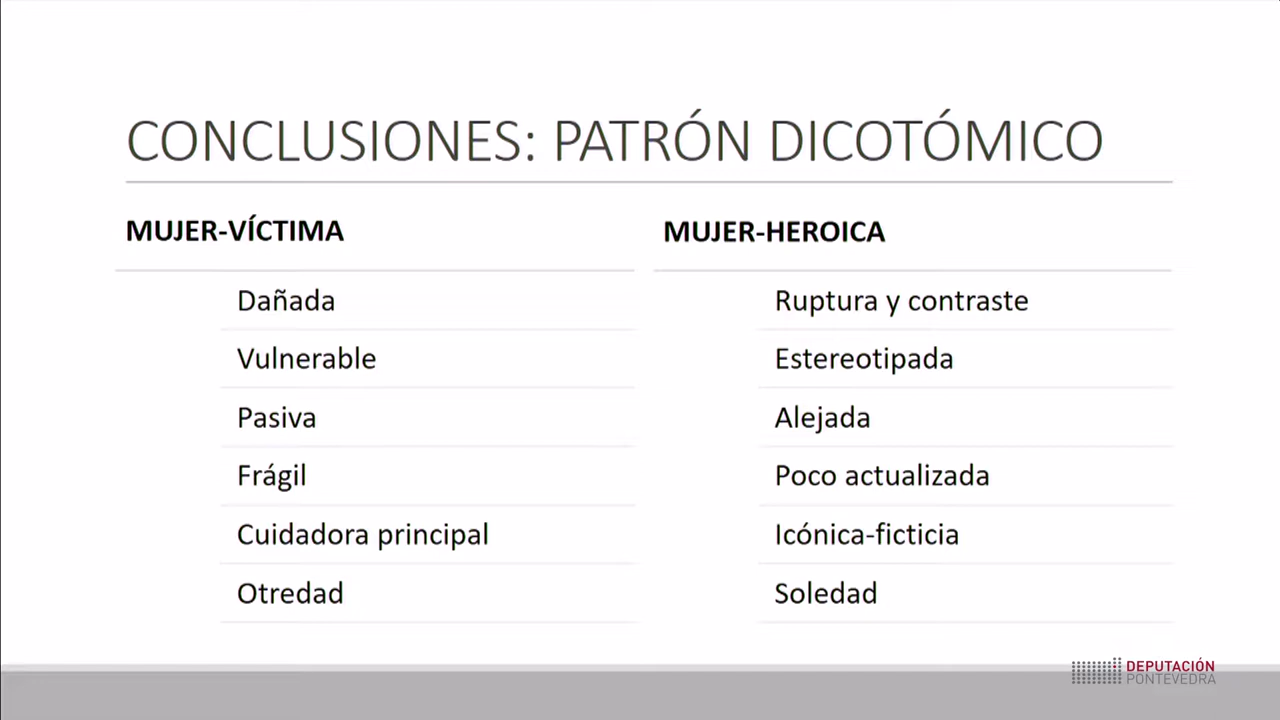 CONCLUSIONES: PATRÓN DICOTÓMICO
MUJER-VÍCTIMA
Dañada
Vulnerable
Pasiva
Frágil
Cuidadora principal
Otredad
MUJER-HEROICA
Ruptura y contraste
Estereotipada
Alejada
Poco actualizada
Icónica-ficticia
Soledad
DEPUTACIÓN
PONTEVEDRA